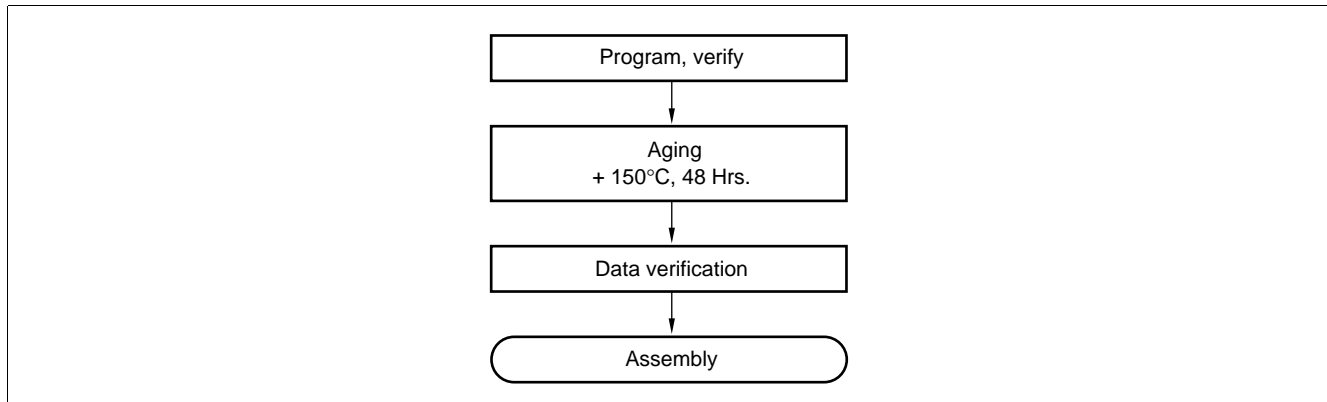 Program, verify
Aging
+ 150°C, 48 Hrs.
Data verification
Assembly